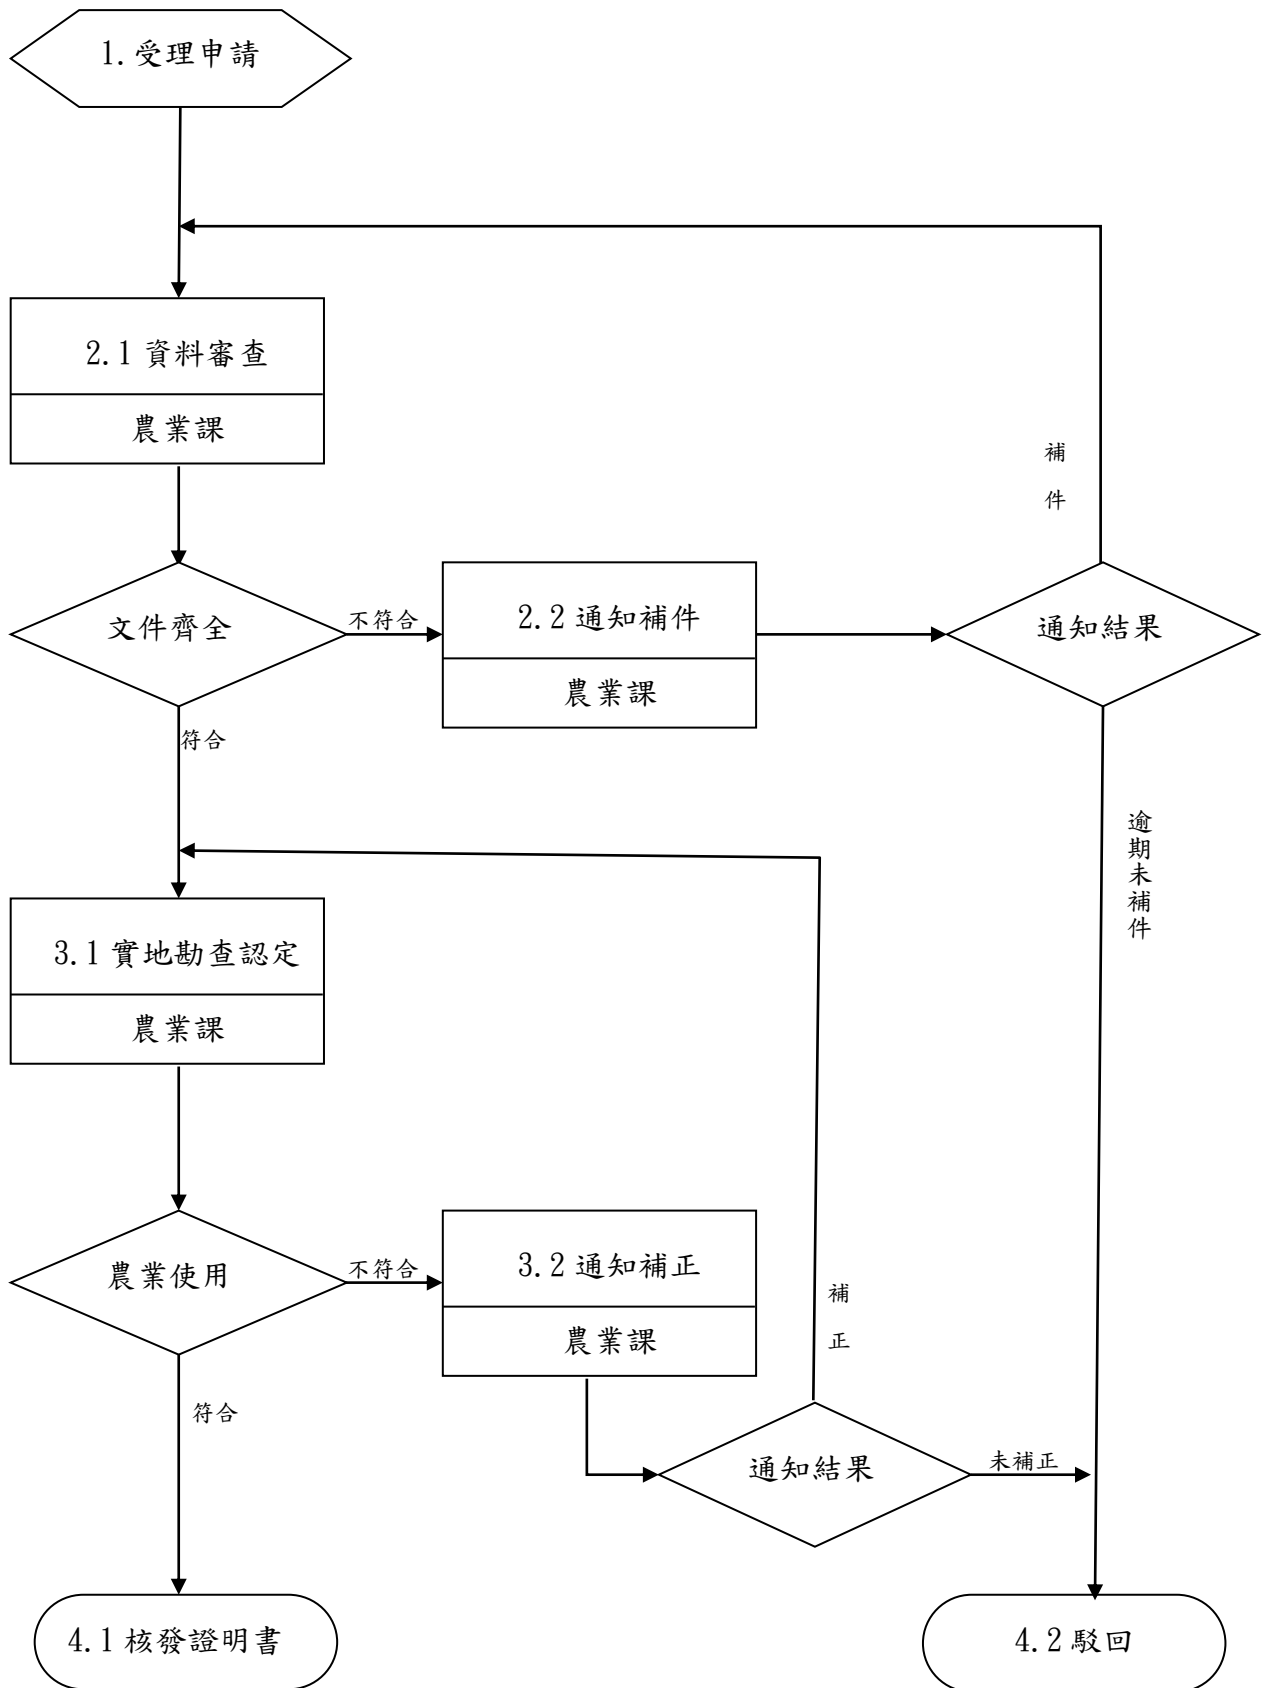 1.受理申請
2.1 資料審查
農業課
補
件
文件齊全
不符合
2.2 通知補件
農業課
通知結果
符合
逾
期
未
補
件
3.1 實地勘查認定
農業課
農業使用
不符合
3.2 通知補正
農業課
補
正
符合
通知結果
未補正
4.1 核發證明書
4.2 駁回